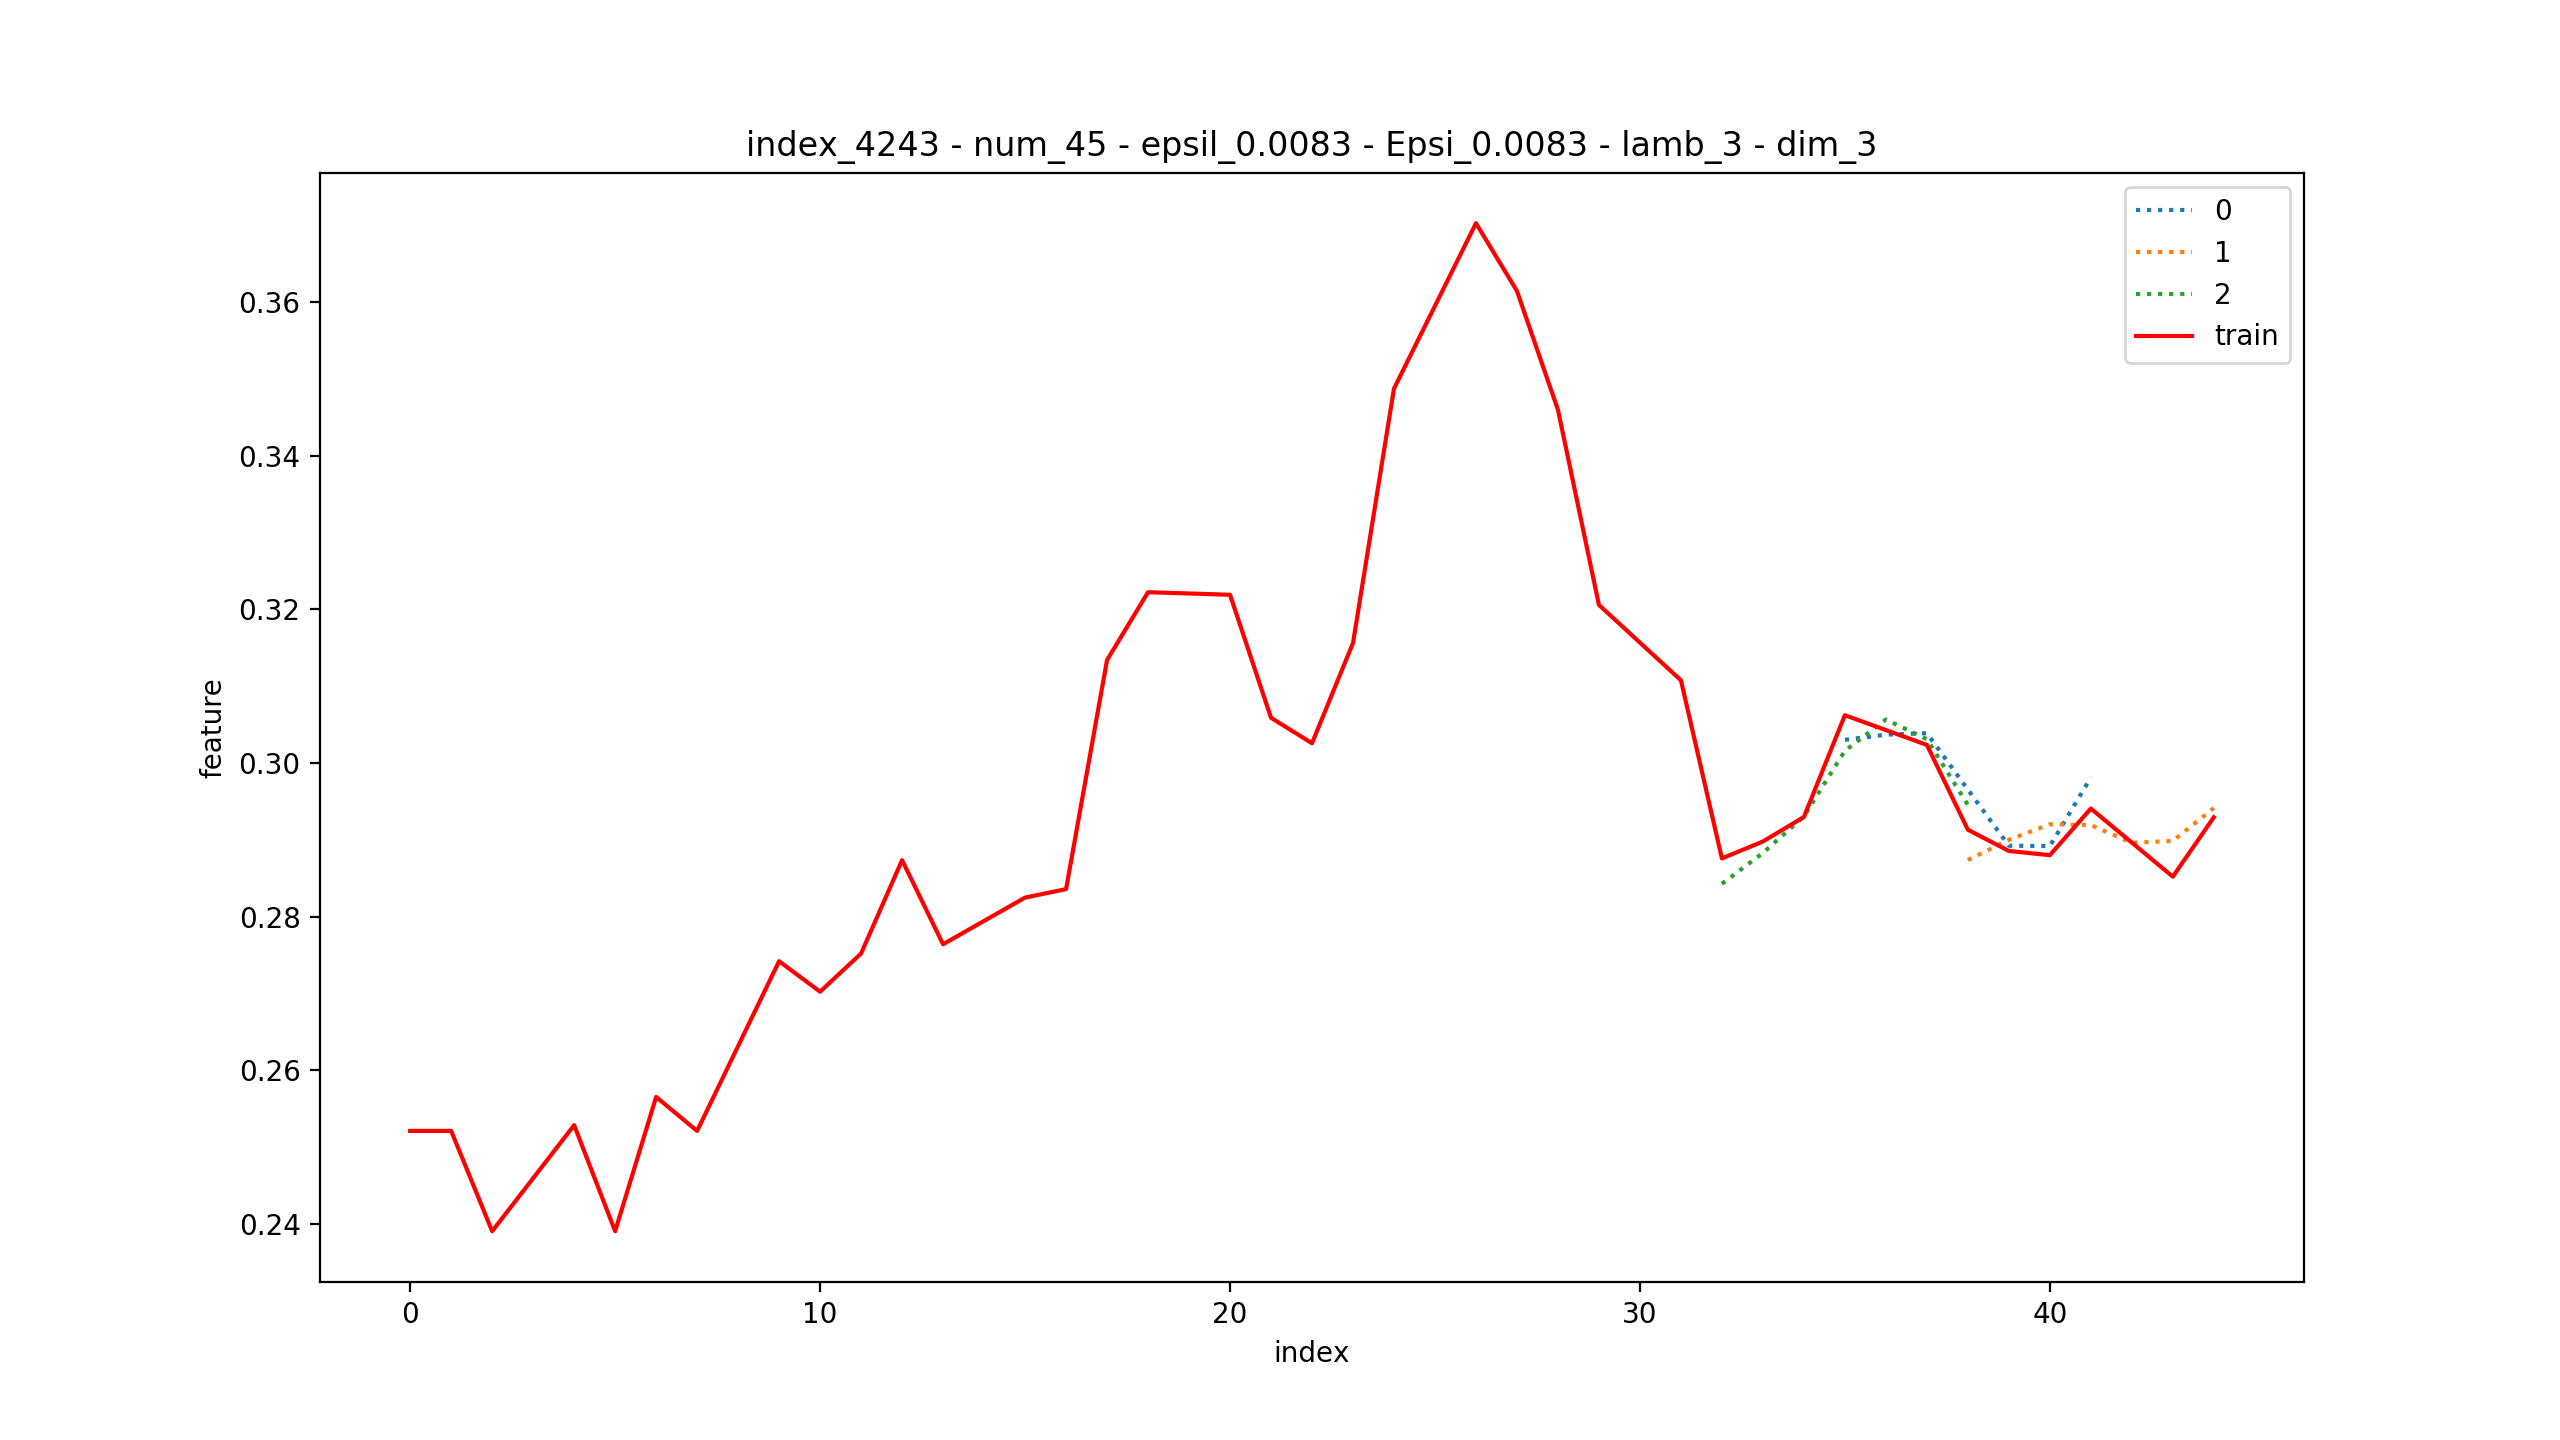 index_4243 - num_45 - epsil_0.0083 - Epsi_0.0083 - lamb_3 - dim_3
0
1
2
train
0.36
0.34
0.32
0.30
0.28
0.26
0.24
feature
0 10 20 30 40
index